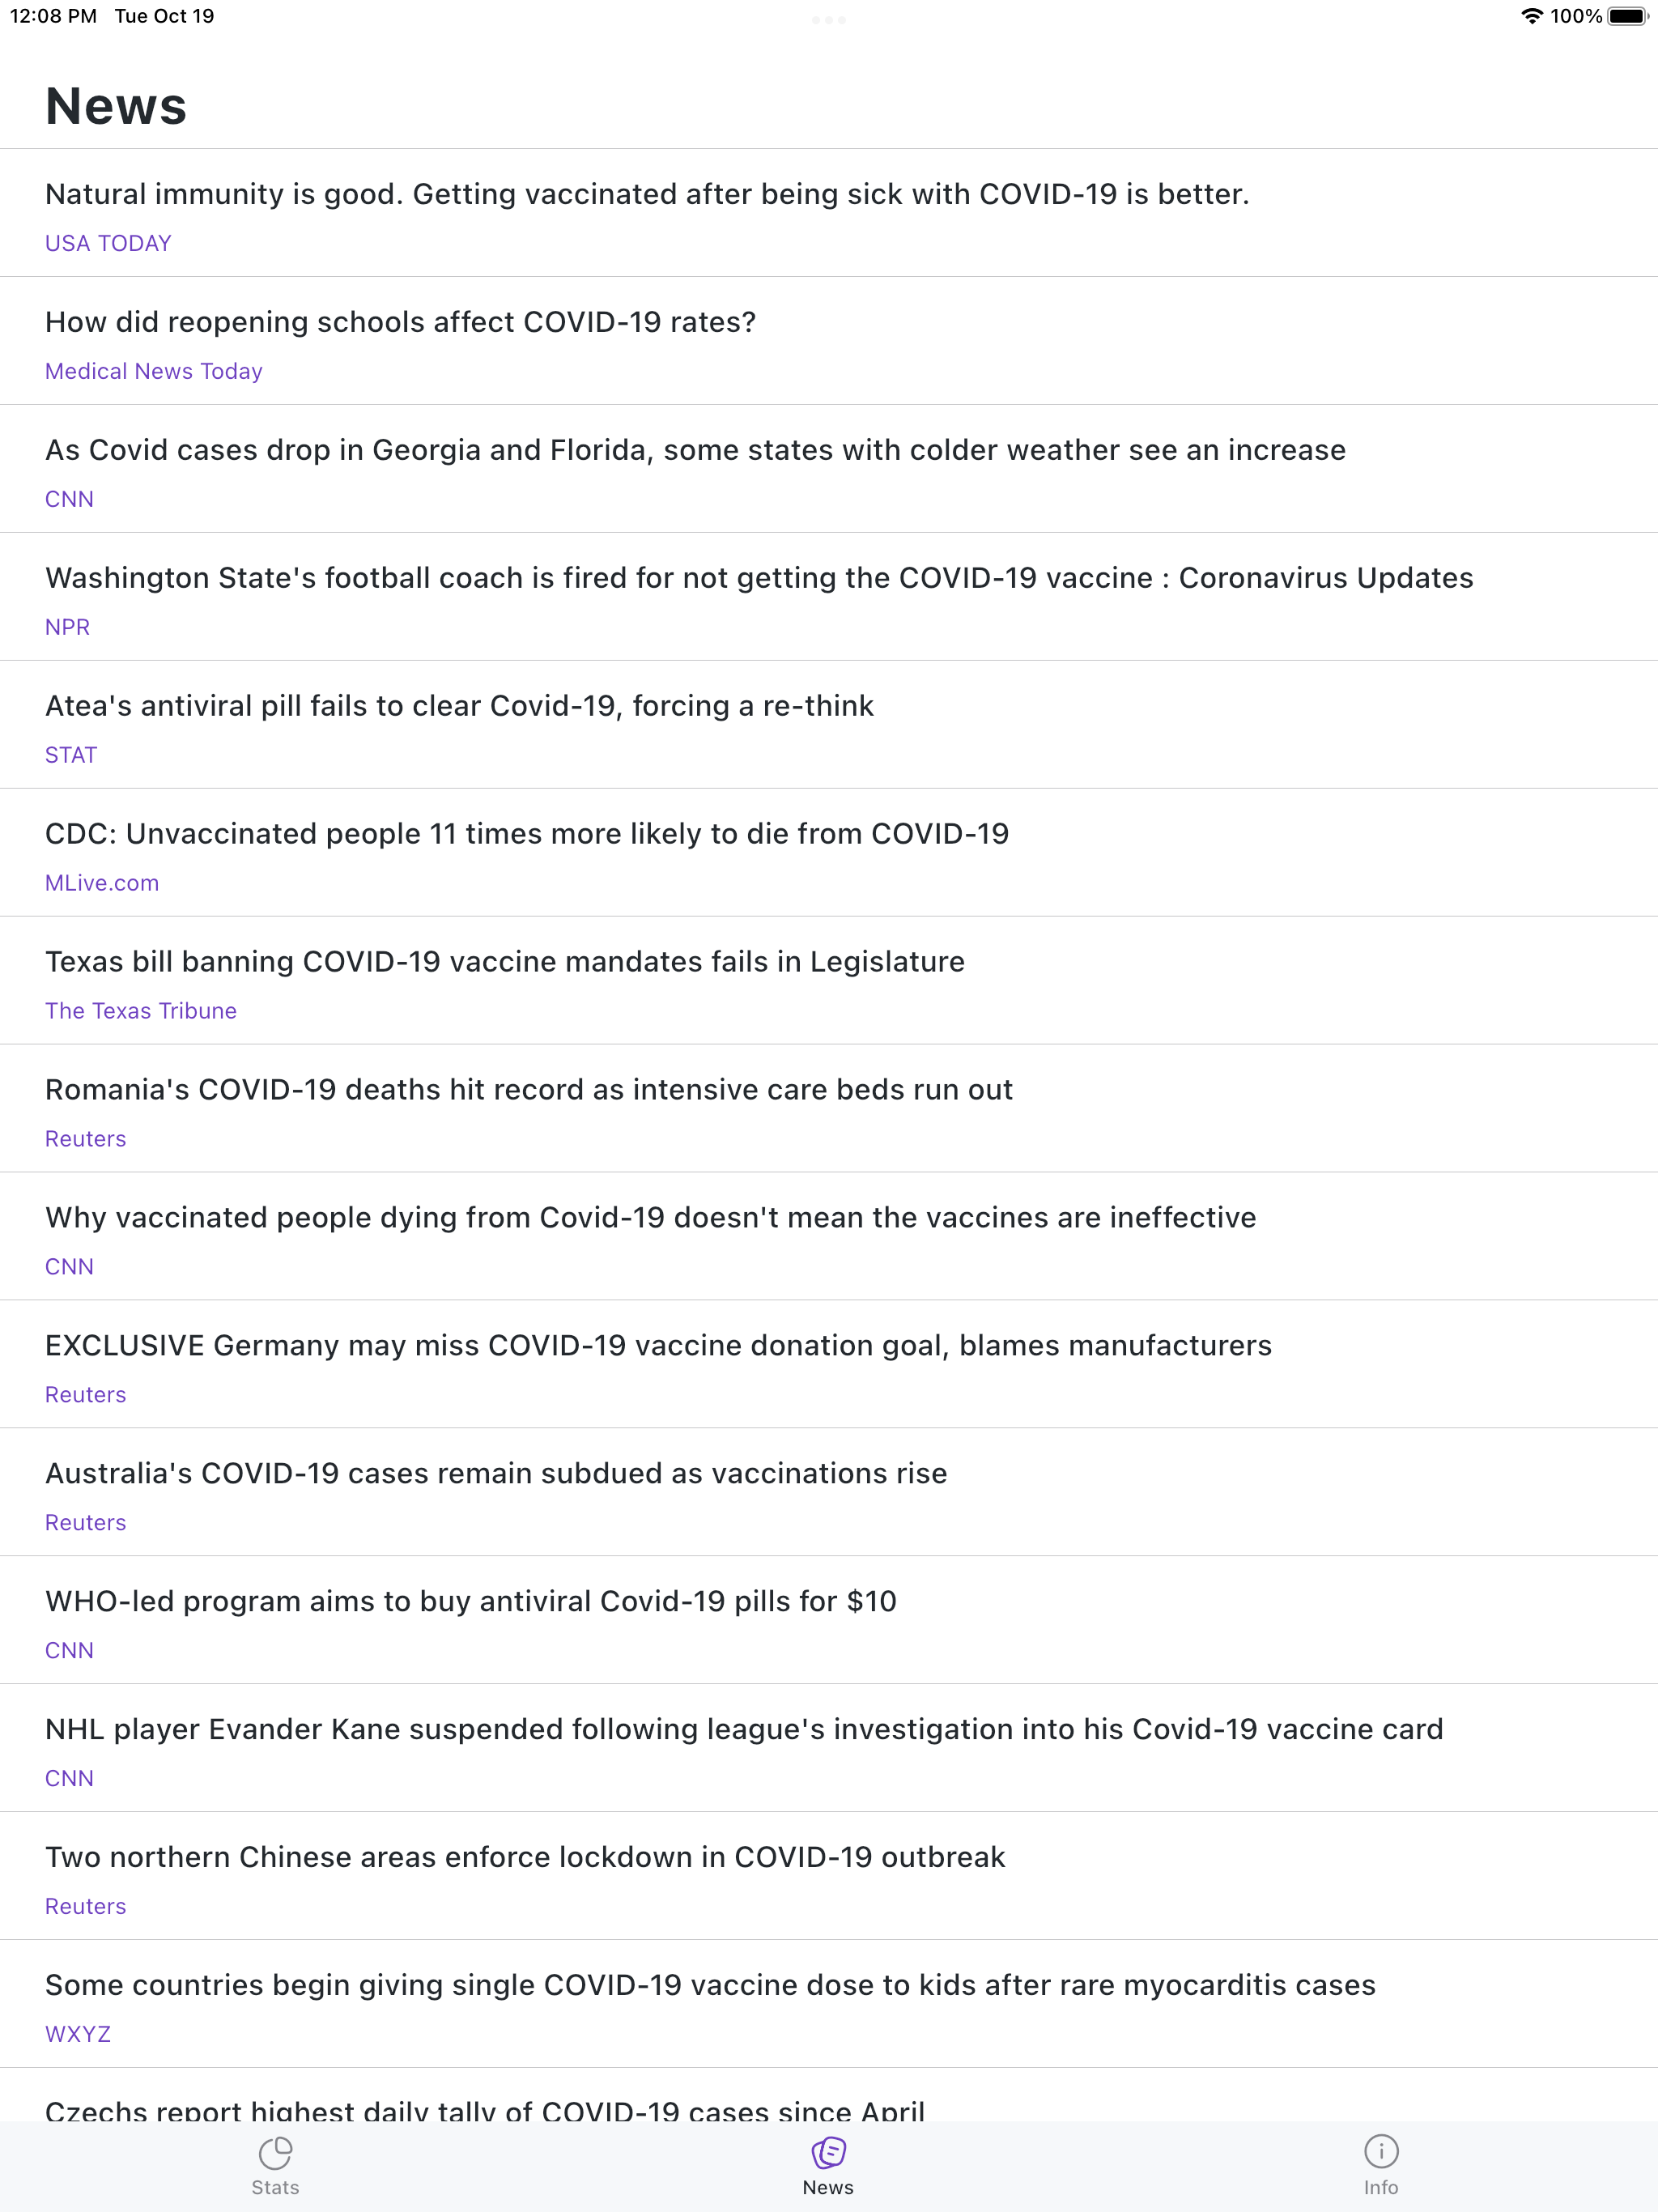 12:08 PM Tue Oct 19 100%
News
Natural immunity is good. Getting vaccinated after being sick with COVID-19 is better.
USA TODAY
How did reopening schools affect COVID-19 rates?
Medical News Today
As Covid cases drop in Georgia and Florida, some states with colder weather see an increase
CNN
Washington State's football coach is fired for not getting the COVID-19 vaccine : Coronavirus Updates
NPR
Atea's antiviral pill fails to clear Covid-19, forcing a re-think
STAT
CDC: Unvaccinated people 11 times more likely to die from COVID-19
MLive.com
Texas bill banning COVID-19 vaccine mandates fails in Legislature
The Texas Tribune
Romania's COVID-19 deaths hit record as intensive care beds run out
Reuters
Why vaccinated people dying from Covid-19 doesn't mean the vaccines are ineffective
CNN
EXCLUSIVE Germany may miss COVID-19 vaccine donation goal, blames manufacturers
Reuters
Australia's COVID-19 cases remain subdued as vaccinations rise
Reuters
WHO-led program aims to buy antiviral Covid-19 pills for $10
CNN
NHL player Evander Kane suspended following league's investigation into his Covid-19 vaccine card
CNN
Two northern Chinese areas enforce lockdown in COVID-19 outbreak
Reuters
Some countries begin giving single COVID-19 vaccine dose to kids after rare myocarditis cases
WXYZ
Czechs report highest daily tally of COVID-19 cases since April
Stats News Info